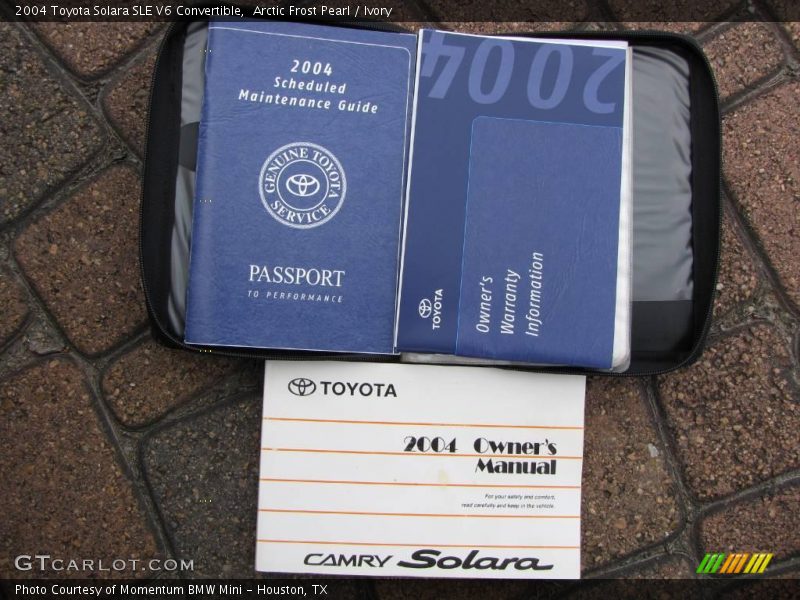 2004 Toyota Solara SLE V6 Convertible, Arctic Frost Pearl / Ivory
2004
Scheduled
Maintenance Guide
GENUINE TOYOTA
SERVICE
PASSPORT
TO PERFORMANCE
2004
Owner's
Warranty
Information
TOYOTA
TOYOTA
2004 Owner's
Manual
For your safety and comfort,
read carefully and keep in the vehicle.
CAMRY Solara
GTCARLOT.COM
Photo Courtesy of Momentum BMW Mini - Houston, TX